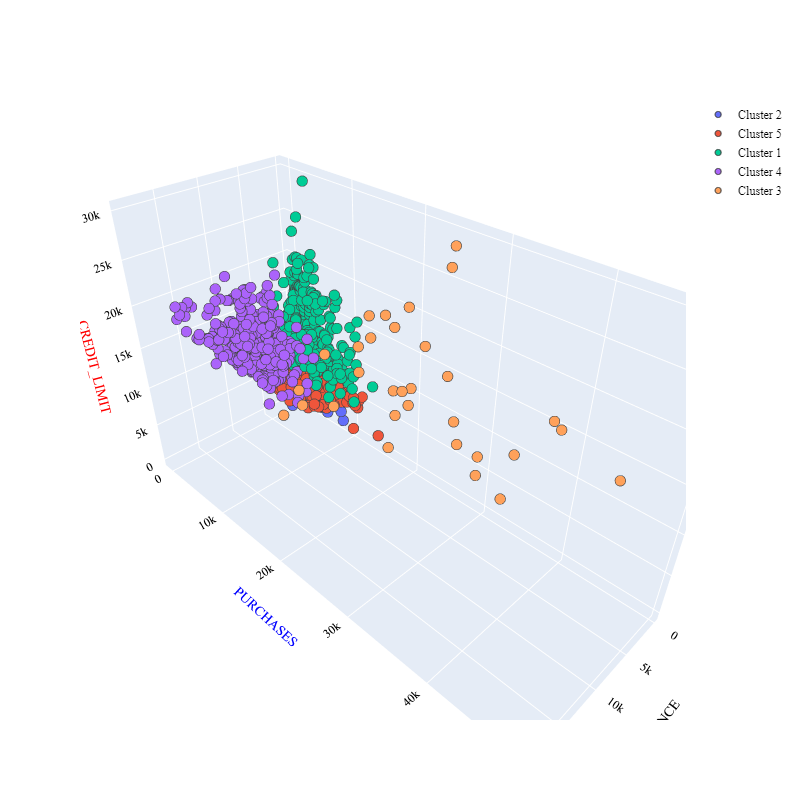 Cluster 2
Cluster 5
Cluster 1
Cluster 4
Cluster 3
30k
25k
20k
15k
10k
5k
0
CREDIT_LIMIT
0
10k
20k
30k
40k
PURCHASES
0
5k
10k
NCE